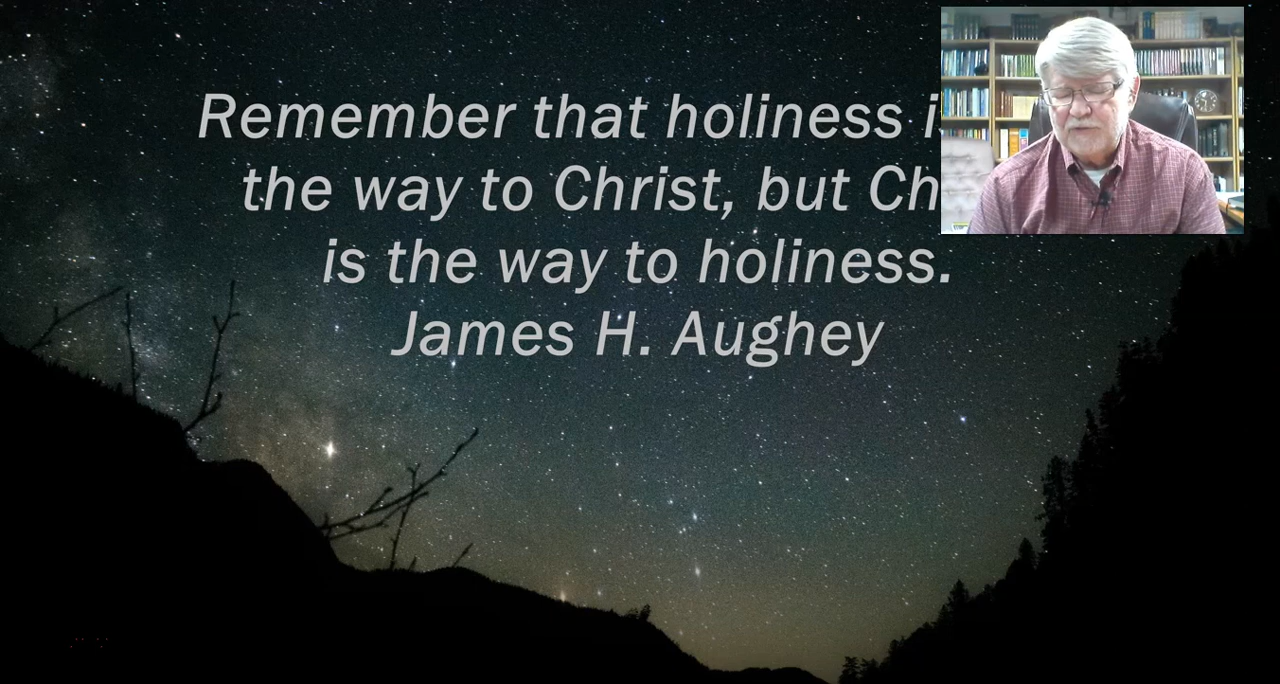 Remember that holiness
the way to Christ, but
is the way to holiness.
James H. Aughey